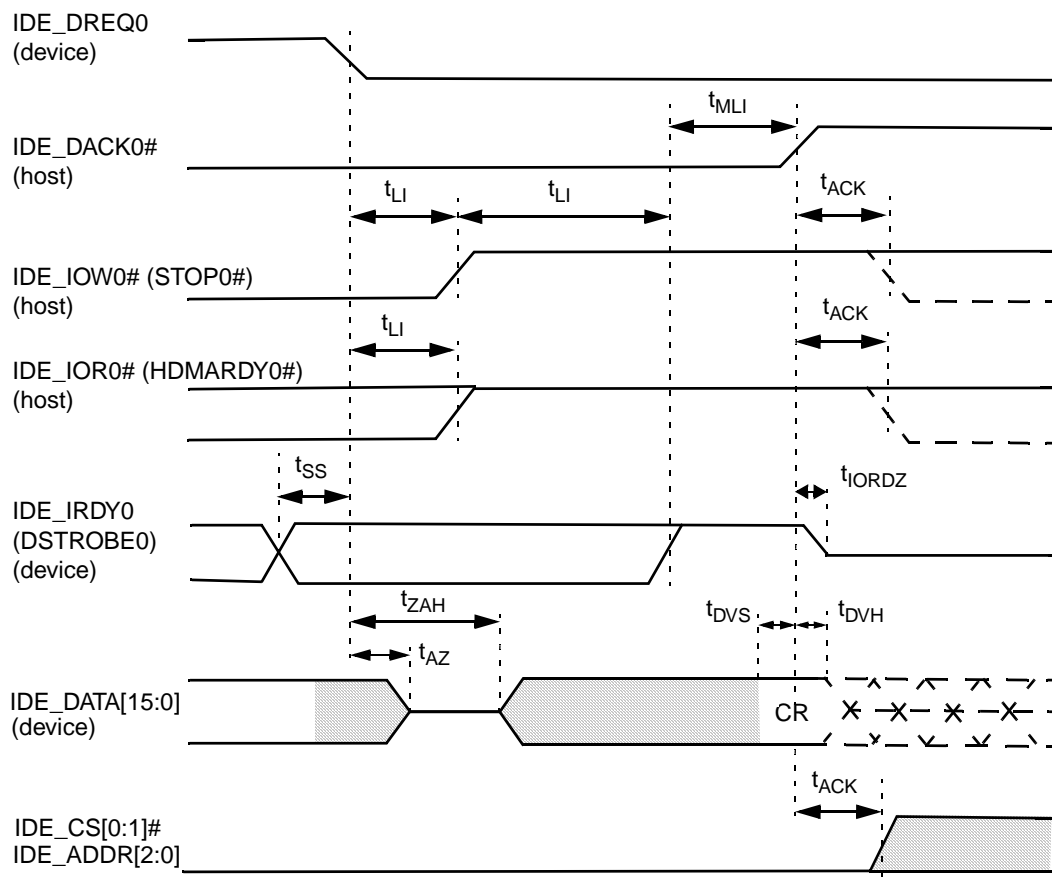 IDE_DREQ0
(device)
tMLI
IDE_DACK0#
(host)
tLI
tLI
tACK
IDE_IOW0# (STOP0#)
(host)
tLI
tACK
IDE_IOR0# (HDMARDY0#)
(host)
tSS
tIORDZ
IDE_IRDY0
(DSTROBE0)
(device)
tZAH
tDVS
tDVH
tAZ
IDE_DATA[15:0]
(device)
CR
tACK
IDE_CS[0:1]#
IDE_ADDR[2:0]